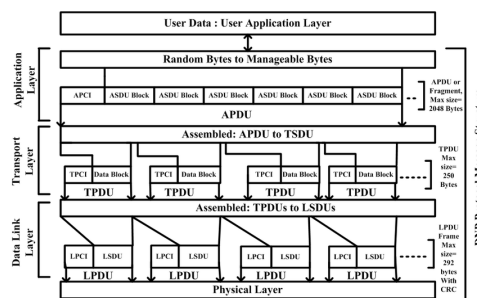 User Data : User Application Layer
Random Bytes to Manageable Bytes
Application Layer
APCI ASDU Block ASDU Block ASDU Block ASDU Block ASDU Block ASDU Block
APDU
APDU or
Fragment,
Max size=
2048 Bytes
Assembled: APDU to TSDU
Transport Layer
TPCI Data Block TPCI Data Block TPCI Data Block TPCI Data Block
TPDU TPDU TPDU TPDU
TPDU
Max
size=
250
Bytes
Assembled: TPDUs to LSDUs
Data Link Layer
LPCI LSDU LPCI LSDU LPCI LSDU LPCI LSDU
LPDU LPDU LPDU LPDU
LPDU
Frame
Max
size=
292
bytes
With
CRC
Physical Layer